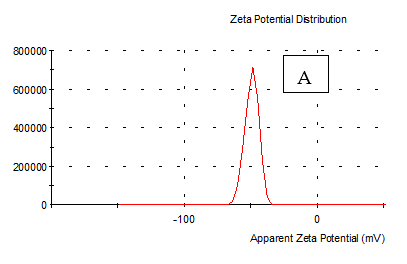 Zeta Potential Distribution
800000
A
600000
400000
200000
0
-100 0
Apparent Zeta Potential (mV)